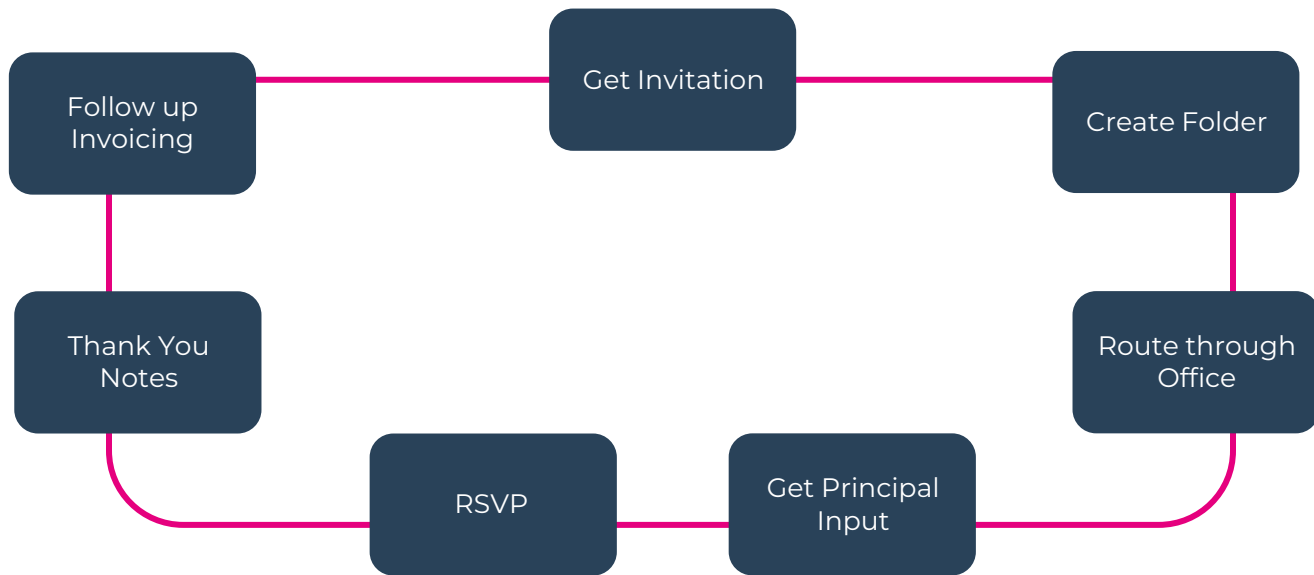 Get Invitation
Follow up
Invoicing
Create Folder
Thank You
Notes
Route through
Office
RSVP
Get Principal
Input